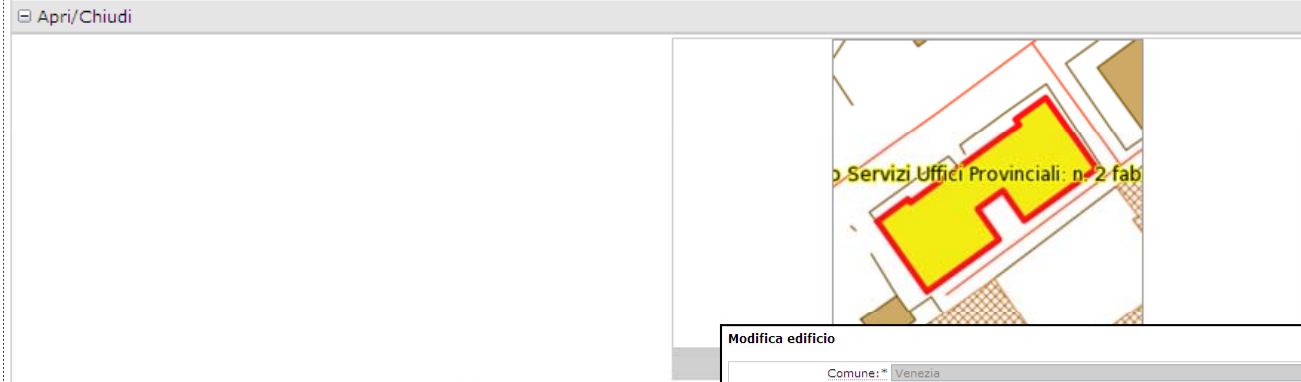 Apri/Chiudi
Servizi Uffici Provinciali: n. 2 fab
Modifica edificio
Comune:* Venezia